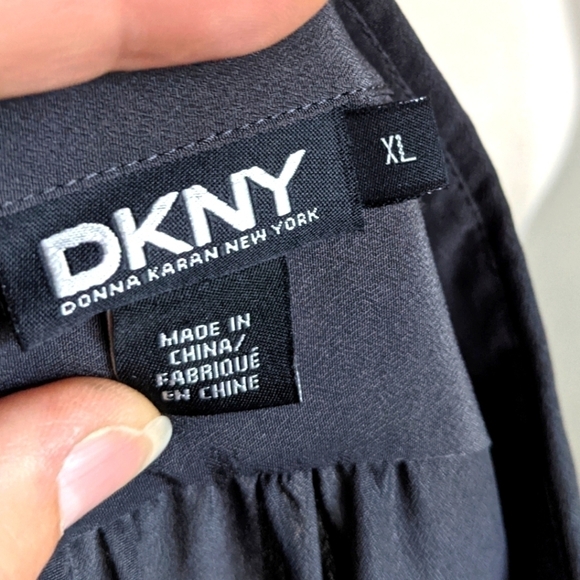 DKNY
DONNA KARAN NEW YORK
XL
MADE IN
CHINA/
FABRIQUÉ
EN CHINE